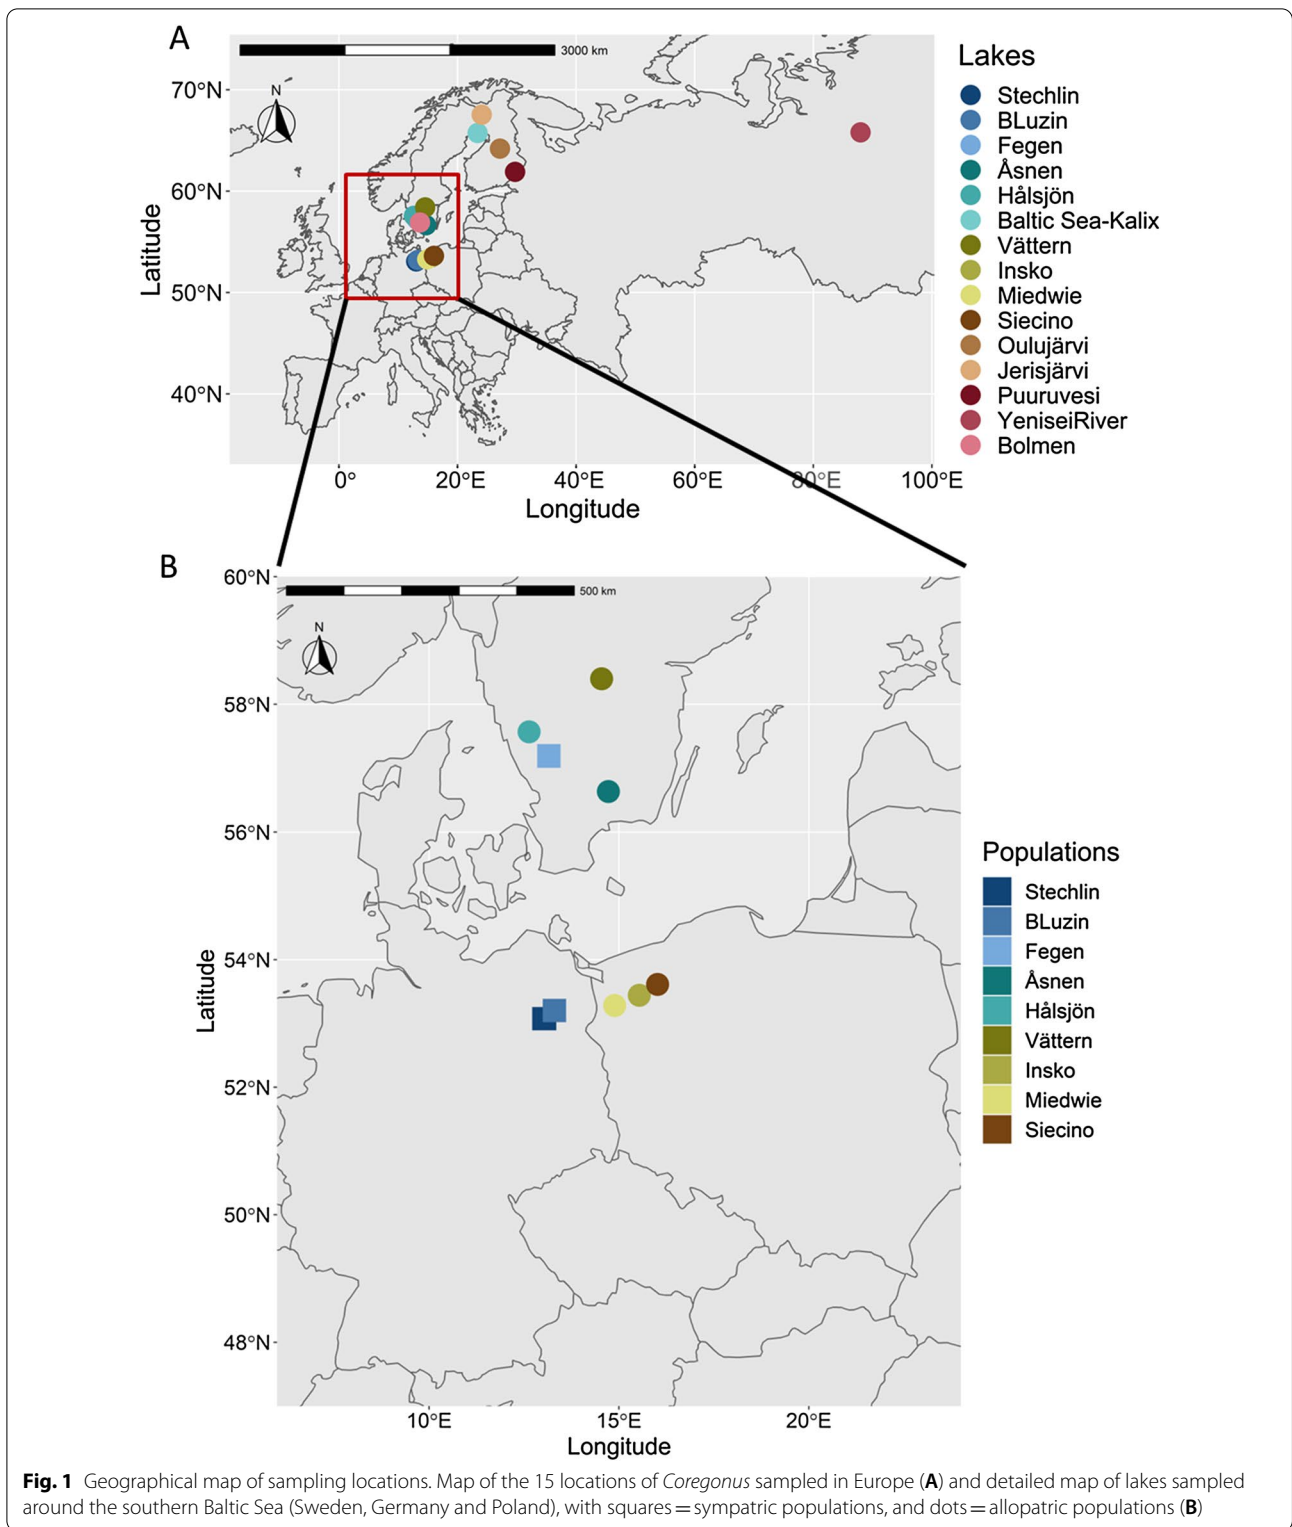 A
3000 km
N
70°N
60°N
50°N
40°N
Latitude
0°
20°E
40°E
60°E
80°E
100°E
Longitude
Lakes
Stechlin
BLuzin
Fegen
Åsnen
Hålsjön
Baltic Sea-Kalix
Vättern
Insko
Miedwie
Siecino
Oulujärvi
Jerisjärvi
Puuruvesi
YeniseiRiver
Bolmen
B
500 km
N
60°N
58°N
56°N
54°N
52°N
50°N
48°N
Latitude
10°E
15°E
20°E
Longitude
Populations
Stechlin
BLuzin
Fegen
Åsnen
Hålsjön
Vättern
Insko
Miedwie
Siecino
Fig. 1 Geographical map of sampling locations. Map of the 15 locations of Coregonus sampled in Europe (A) and detailed map of lakes sampled
around the southern Baltic Sea (Sweden, Germany and Poland), with squares = sympatric populations, and dots = allopatric populations (B)